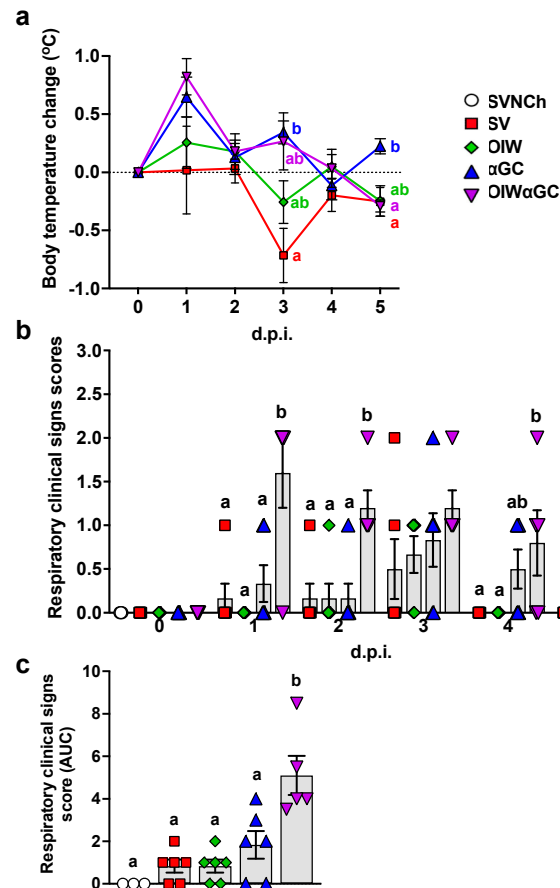 a
Body temperature change (ºC)
1.0
0.5
0.0
-0.5
-1.0
b
b
ab
ab
a
ab
a
a
0 1 2 3 4 5
d.p.i.
SVNCh
SV
OIW
αGC
OIWαGC
b
Respiratory clinical signs scores
3.0
2.5
2.0
1.5
1.0
0.5
0.0
b b b
a a a a a ab
a a a
0 1 2 3 4
d.p.i.
c
Respiratory clinical signs
score (AUC)
10
8
6
4
2
0
a a a a b